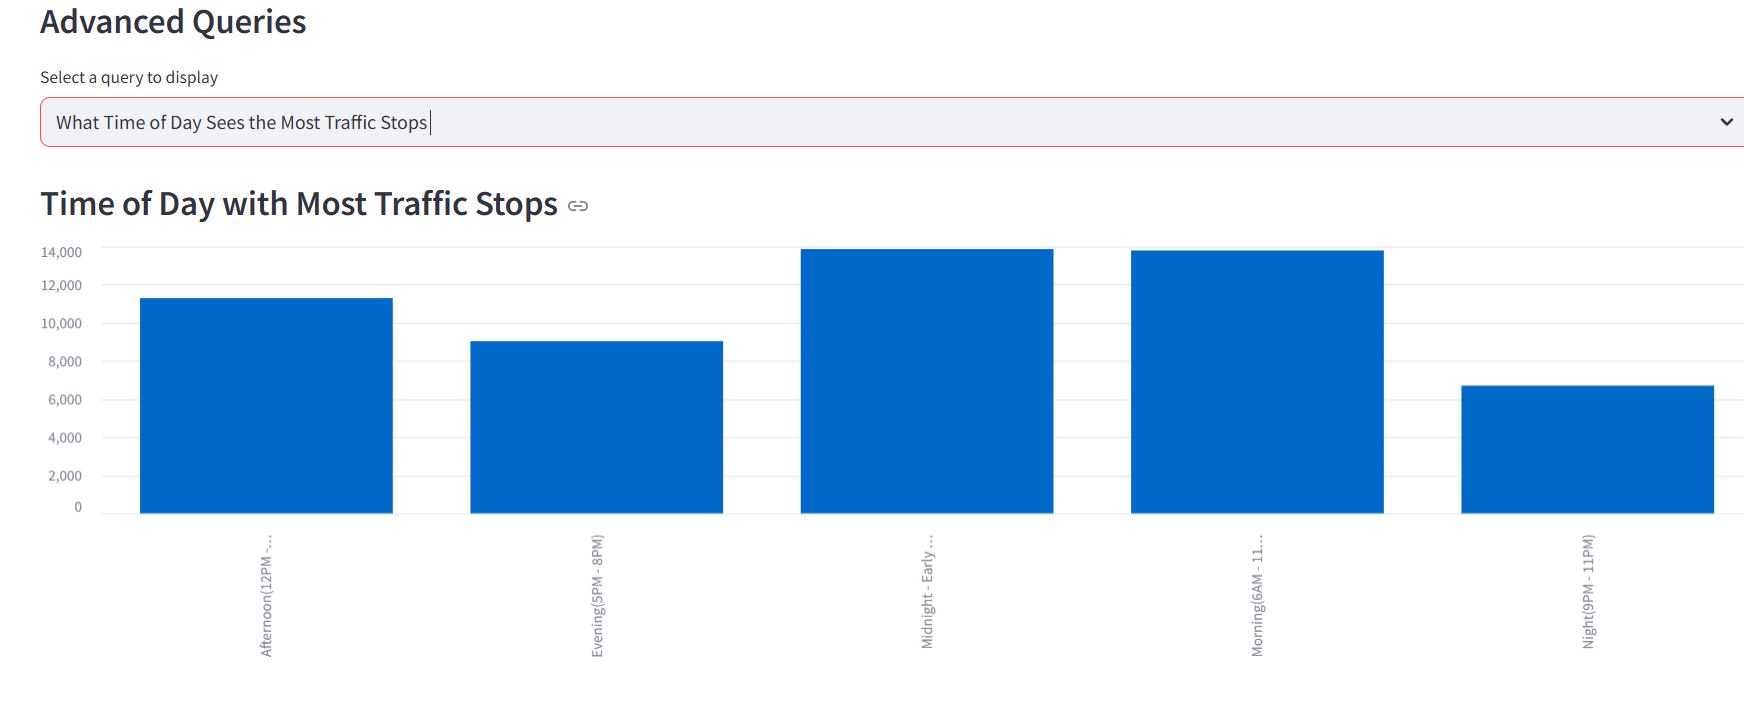 Advanced Queries
Select a query to display
What Time of Day Sees the Most Traffic Stops
Time of Day with Most Traffic Stops
14,000
12,000
10,000
8,000
6,000
4,000
2,000
0
Afternoon(12PM -…
Evening(5PM - 8PM)
Midnight - Early …
Morning(6AM - 11…
Night(9PM - 11PM)